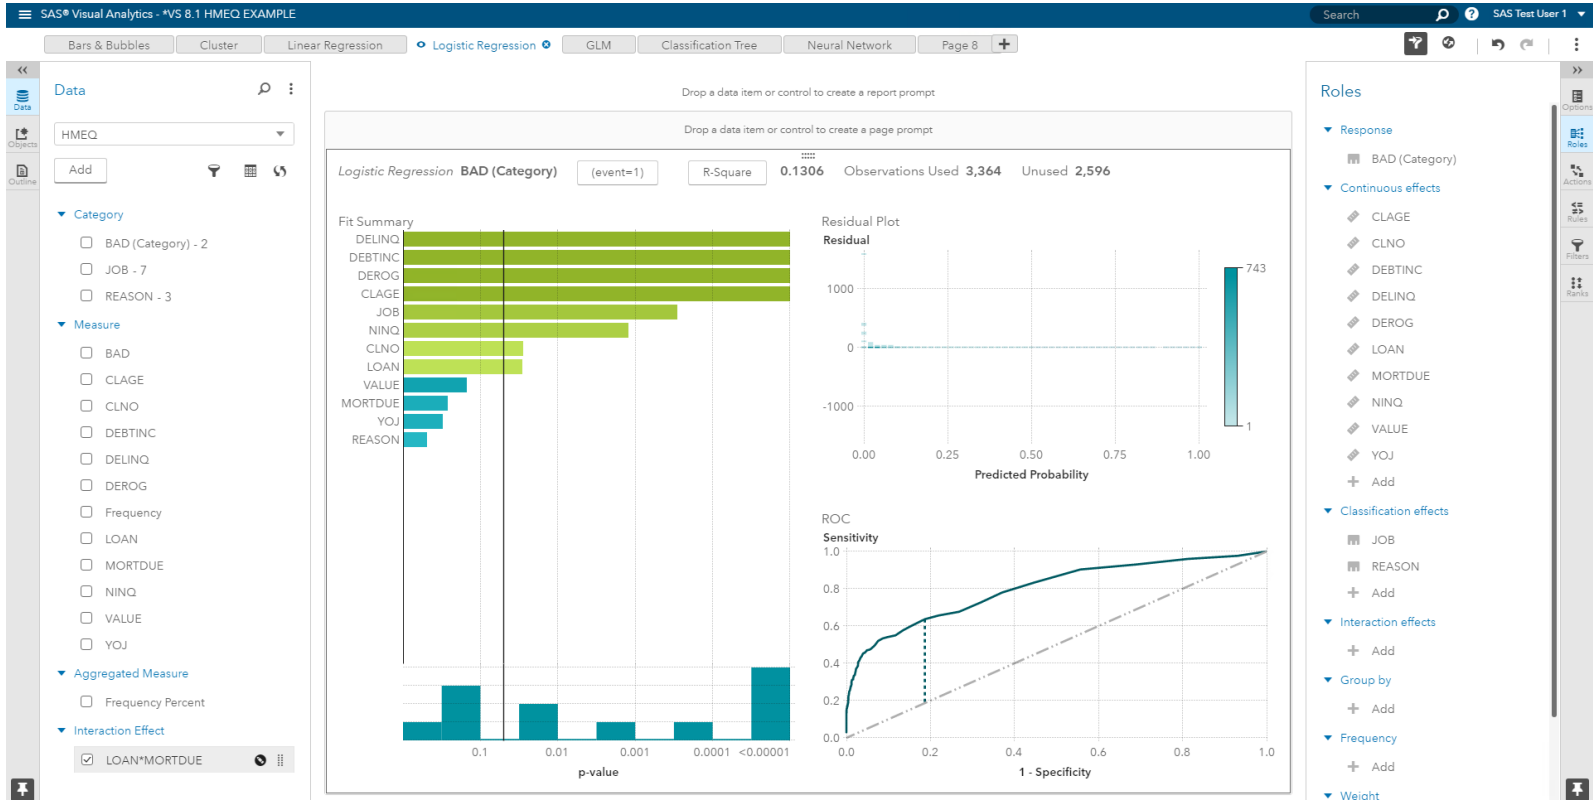 SAS® Visual Analytics - *VS 8.1 HMEQ EXAMPLE
Search
?
SAS Test User 1
Bars & Bubbles
Cluster
Linear Regression
Logistic Regression
GLM
Classification Tree
Neural Network
Page 8
Data
Objects
Outline
Data
HMEQ
Add
Category
BAD (Category) - 2
JOB - 7
REASON - 3
Measure
BAD
CLAGE
CLNO
DEBTINC
DELINQ
DEROG
Frequency
LOAN
MORTDUE
NINQ
VALUE
YOJ
Aggregated Measure
Frequency Percent
Interaction Effect
LOAN*MORTDUE
Drop a data item or control to create a report prompt
Drop a data item or control to create a page prompt
Logistic Regression BAD (Category) (event=1) R-Square 0.1306 Observations Used 3,364 Unused 2,596
Fit Summary
DELINQ
DEBTINC
DEROG
CLAGE
JOB
NINQ
CLNO
LOAN
VALUE
MORTDUE
YOJ
REASON
0.1 0.01 0.001 0.0001 <0.00001
p-value
Residual Plot
Residual
1000
0
-1000
0.00 0.25 0.50 0.75 1.00
Predicted Probability
743
1
ROC
Sensitivity
1.0
0.8
0.6
0.4
0.2
0.0
0.0 0.2 0.4 0.6 0.8 1.0
1 - Specificity
Roles
Response
BAD (Category)
Continuous effects
CLAGE
CLNO
DEBTINC
DELINQ
DEROG
LOAN
MORTDUE
NINQ
VALUE
YOJ
Add
Classification effects
JOB
REASON
Add
Interaction effects
Add
Group by
Add
Frequency
Add
Weight
Options
Roles
Actions
Rules
Filters
Ranks